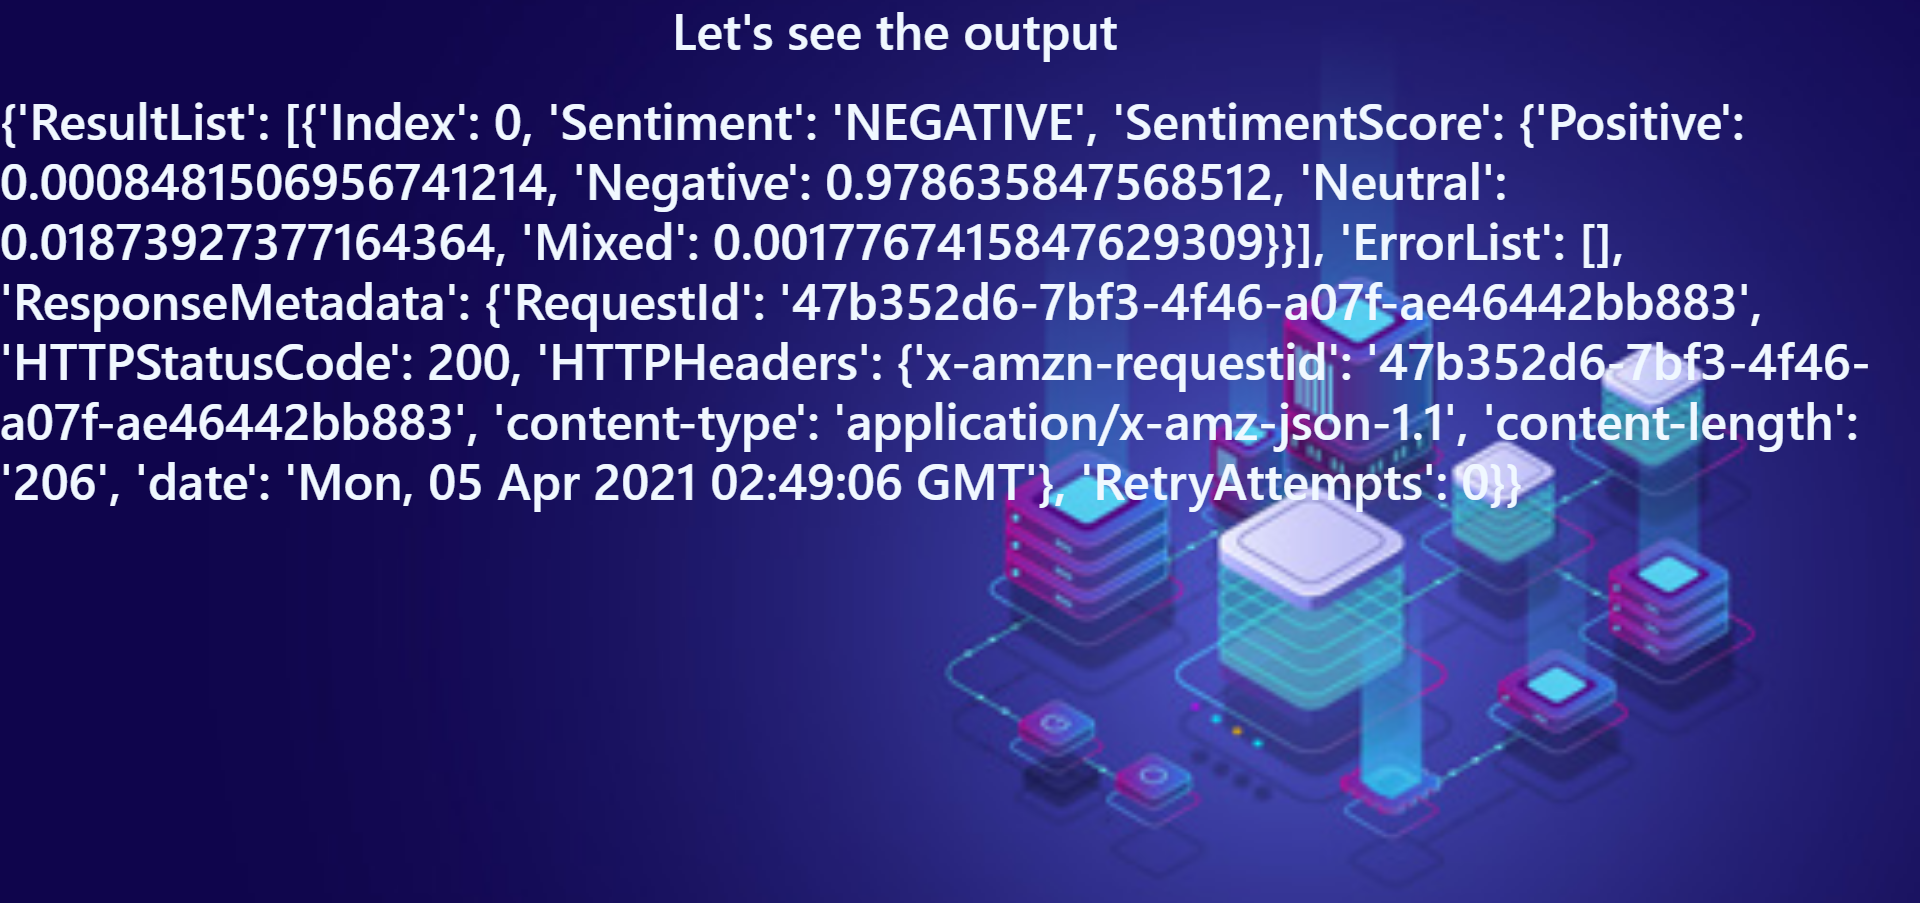 Let's see the output
{'ResultList': [{'Index': 0, 'Sentiment': 'NEGATIVE', 'SentimentScore': {'Positive':
0.0008481506956741214, 'Negative': 0.978635847568512, 'Neutral':
0.01873927377164364, 'Mixed': 0.0017767415847629309}}], 'ErrorList': [],
'ResponseMetadata': {'RequestId': '47b352d6-7bf3-4f46-a07f-ae46442bb883',
'HTTPStatusCode': 200, 'HTTPHeaders': {'x-amzn-requestid': '47b352d6-7bf3-4f46-
a07f-ae46442bb883', 'content-type': 'application/x-amz-json-1.1', 'content-length':
'206', 'date': 'Mon, 05 Apr 2021 02:49:06 GMT'}, 'RetryAttempts': 0}}